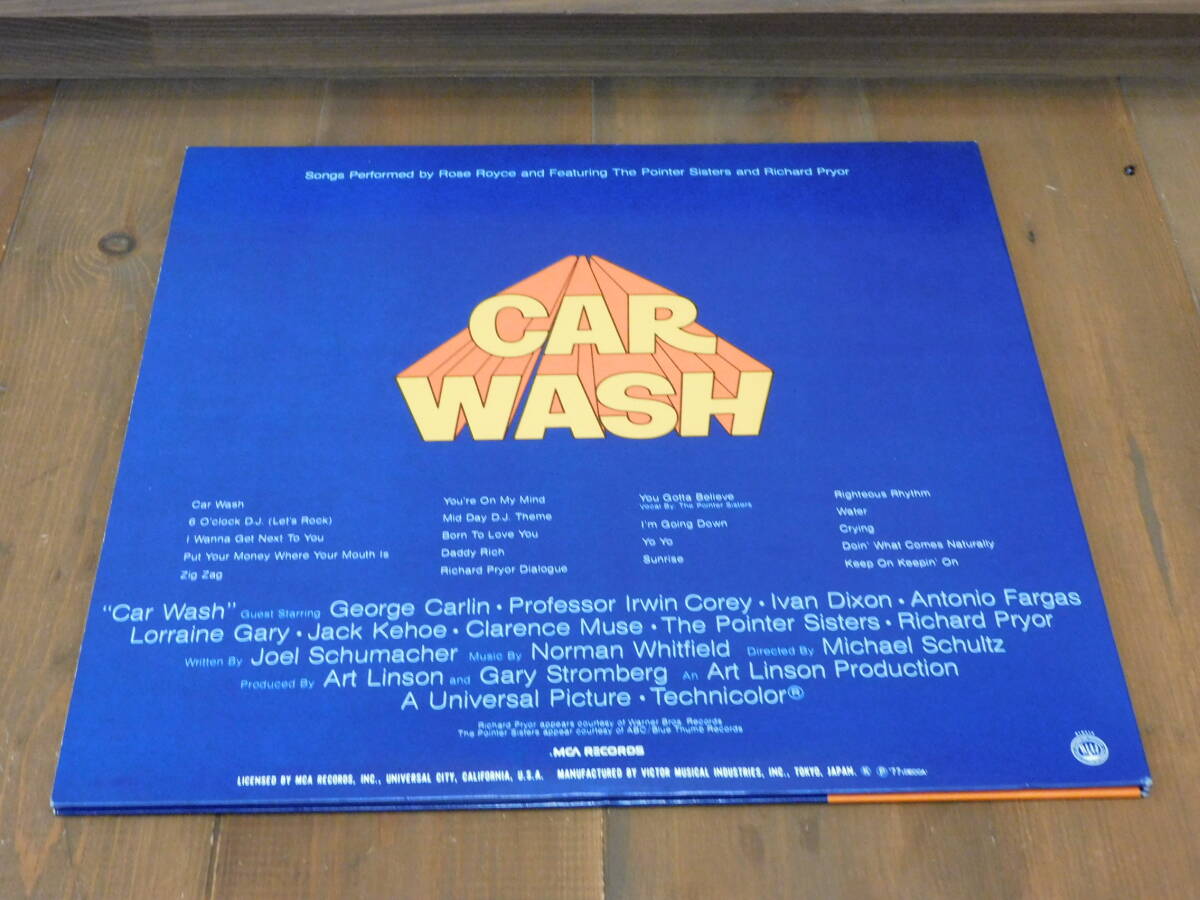 Songs Performed by Rose Royce and Featuring The Pointer Sisters and Richard Pryor
CAR
WASH
Car Wash
6 O'clock D.J. (Let's Rock)
I Wanna Get Next To You
Put Your Money Where Your Mouth Is
Zig Zag
You're On My Mind
Mid Day D.J. Theme
Born To Love You
Daddy Rich
Richard Pryor Dialogue
You Gotta Believe
Vocal By: The Pointer Sisters
I'm Going Down
Yo Yo
Sunrise
Righteous Rhythm
Water
Crying
Doin' What Comes Naturally
Keep On Keepin' On
"Car Wash" Guest Starring George Carlin · Professor Irwin Corey · Ivan Dixon · Antonio Fargas
Lorraine Gary · Jack Kehoe · Clarence Muse · The Pointer Sisters · Richard Pryor
Written By Joel Schumacher Music By Norman Whitfield Directed By Michael Schultz
Produced By Art Linson and Gary Stromberg An Art Linson Production
A Universal Picture · Technicolor®
Richard Pryor appears courtesy of Warner Bros. Records
The Pointer Sisters appear courtesy of ABC/Blue Thumb Records
MCA RECORDS
LICENSED BY MCA RECORDS, INC., UNIVERSAL CITY, CALIFORNIA, U.S.A. MANUFACTURED BY VICTOR MUSICAL INDUSTRIES, INC., TOKYO, JAPAN. Ⓡ Ⓟ '77